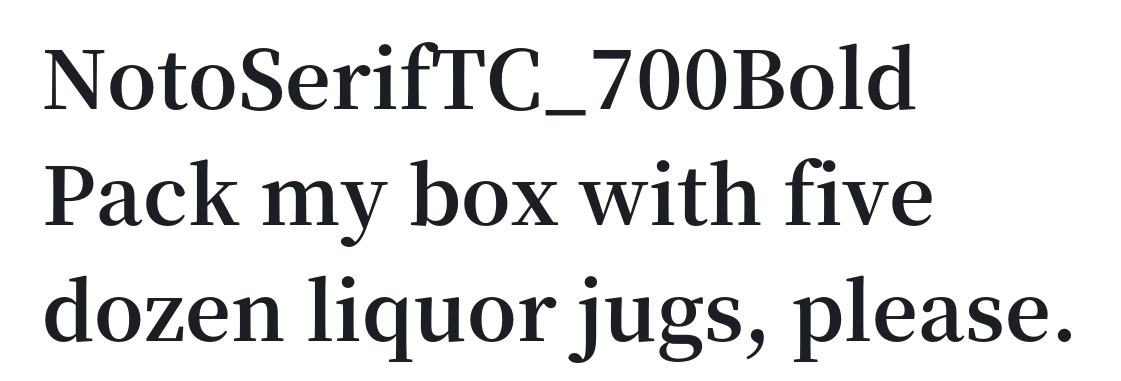 NotoSerifTC_700Bold
Pack my box with five
dozen liquor jugs, please.